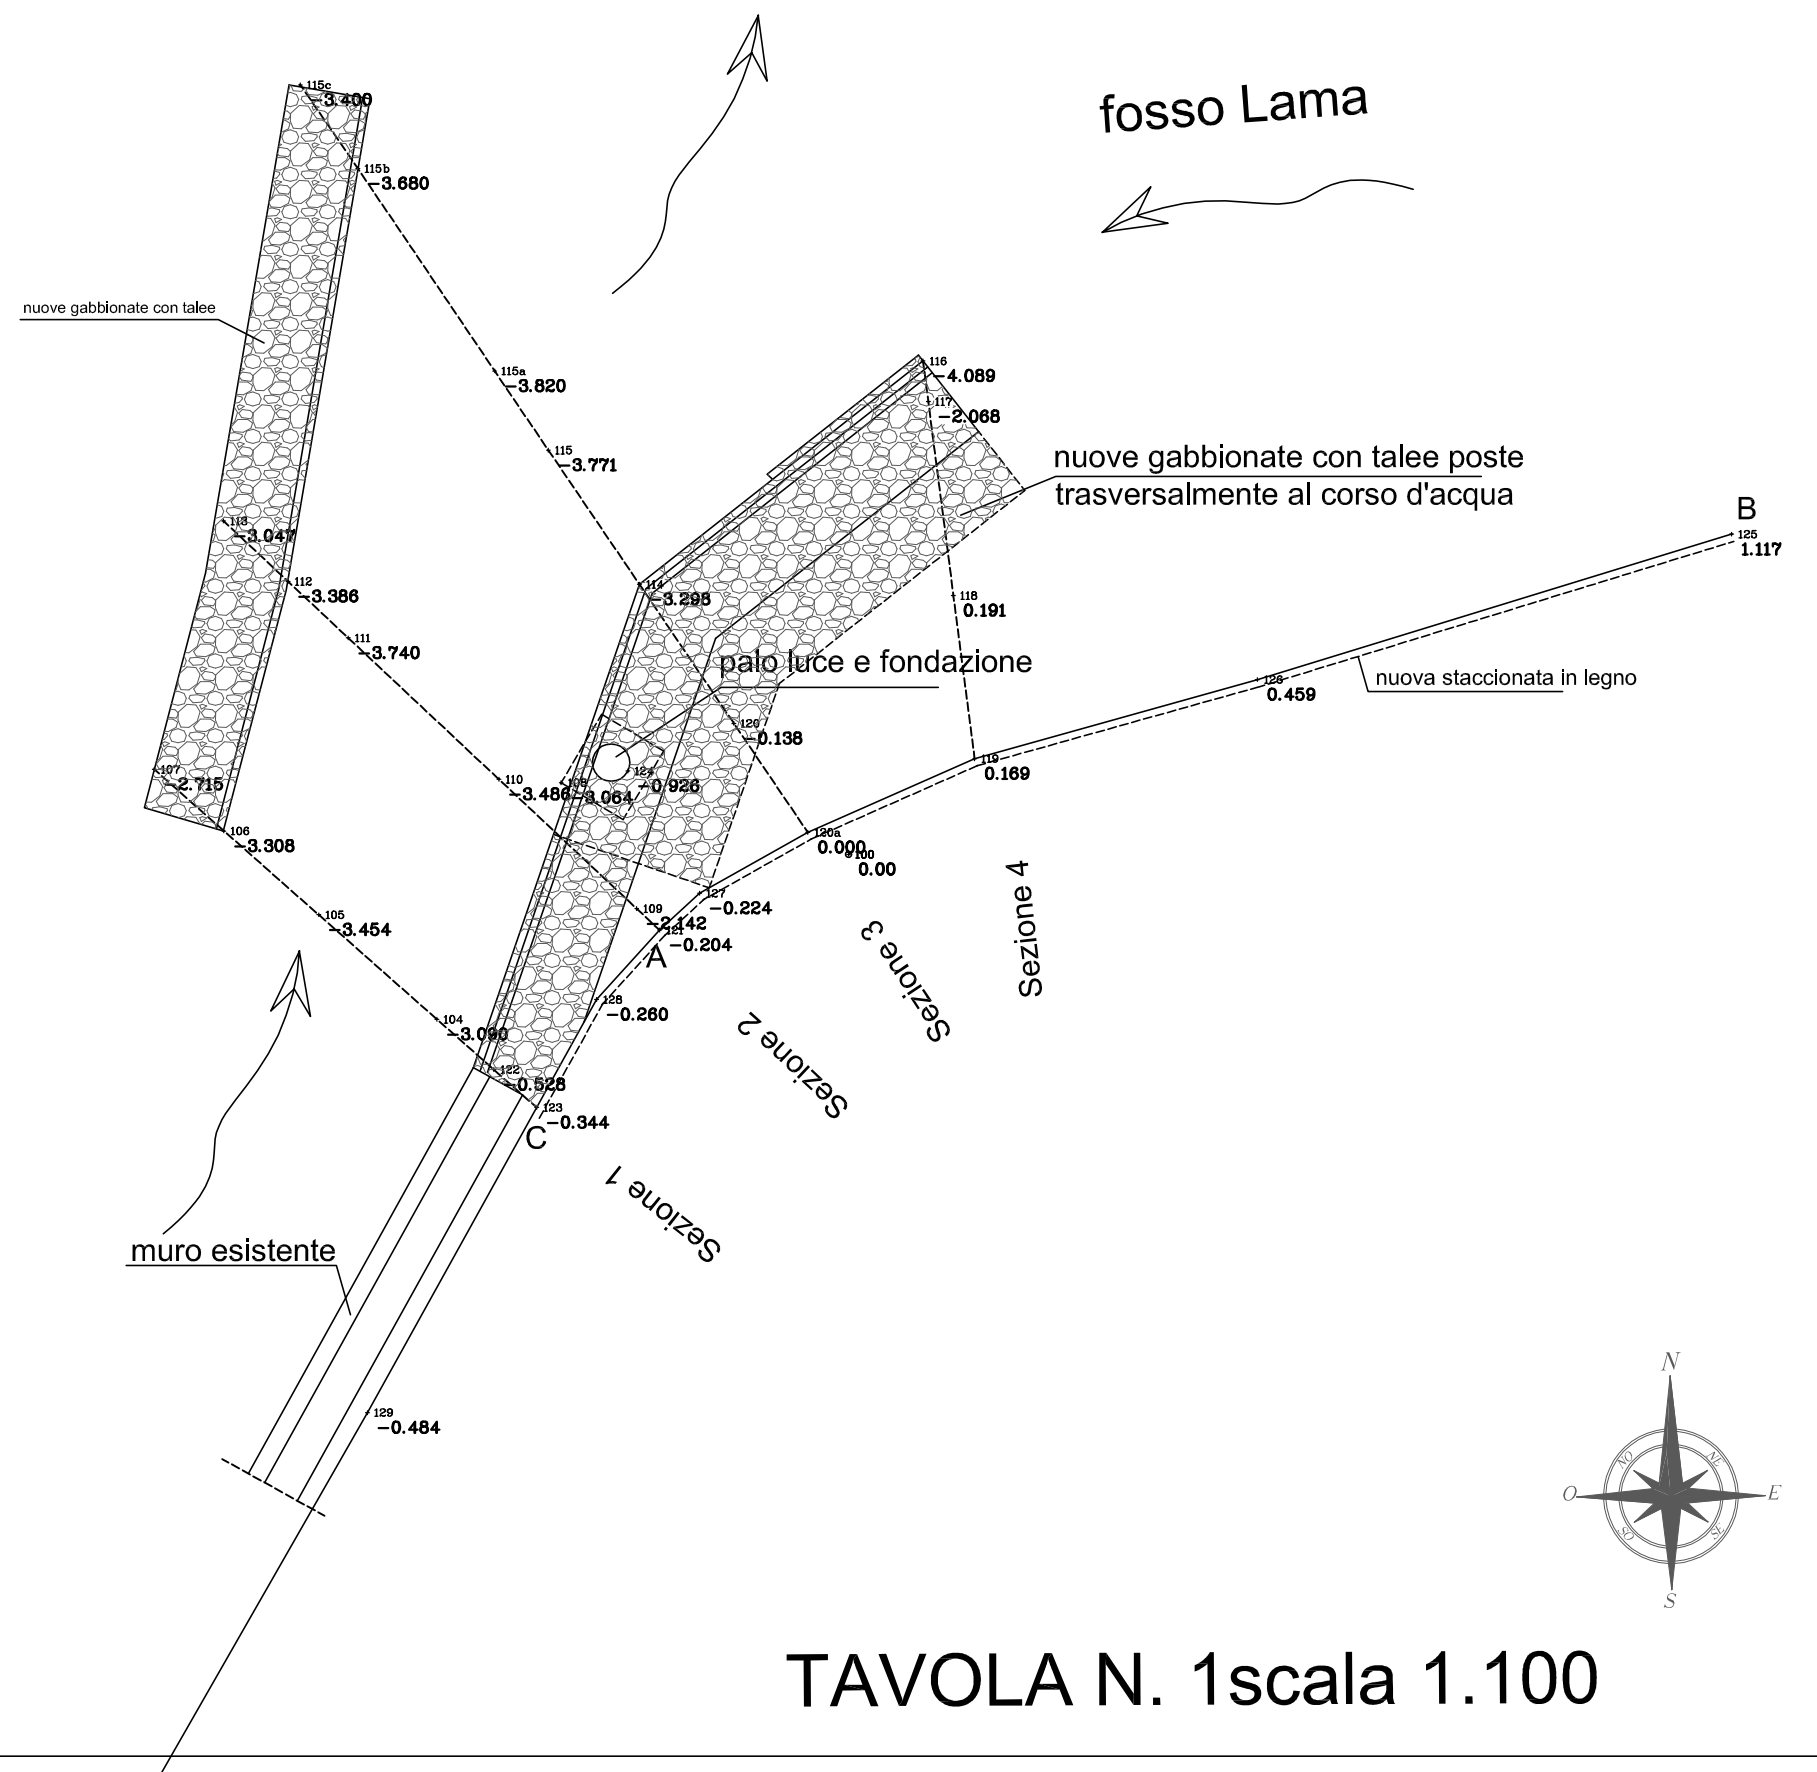 115c
-3.400
fosso Lama
115b
-3.680
nuove gabbionate con talee
115a
-3.820
116
-4.089
117
-2.068
115
-3.771
nuove gabbionate con talee poste
trasversalmente al corso d'acqua
B
125
1.117
113
-3.047
112
-3.386
114
-3.298
118
0.191
111
-3.740
palo luce e fondazione
126
0.459
nuova staccionata in legno
120
-0.138
107
-2.715
110
-3.486
108
-3.064
124
-0.926
119
0.169
106
-3.308
120a
0.000
100
0.00
127
-0.224
109
-2.142
121
-0.204
A
105
-3.454
128
-0.260
104
-3.090
122
-0.528
123
-0.344
C
Sezione 4
Sezione 3
Sezione 2
Sezione 1
muro esistente
129
-0.484
N
NO
NE
O
E
SO
SE
S
TAVOLA N. 1scala 1.100